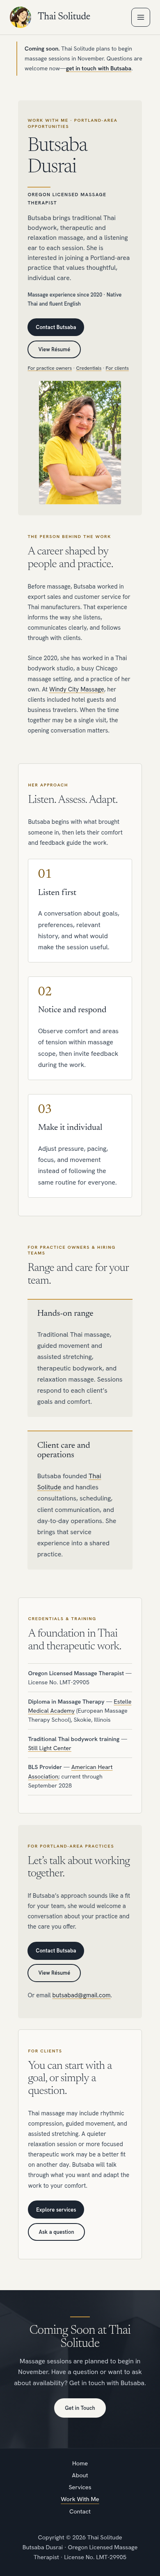 Thai Solitude
Coming soon. Thai Solitude plans to begin
massage sessions in November. Questions are
welcome now—get in touch with Butsaba.
WORK WITH ME · PORTLAND-AREA
OPPORTUNITIES
Butsaba
Dusrai
OREGON LICENSED MASSAGE
THERAPIST
Butsaba brings traditional Thai
bodywork, therapeutic and
relaxation massage, and a listening
ear to each session. She is
interested in joining a Portland-area
practice that values thoughtful,
individual care.
Massage experience since 2020 · Native
Thai and fluent English
Contact Butsaba
View Résumé
For practice owners · Credentials · For clients
THE PERSON BEHIND THE WORK
A career shaped by
people and practice.
Before massage, Butsaba worked in
export sales and customer service for
Thai manufacturers. That experience
informs the way she listens,
communicates clearly, and follows
through with clients.
Since 2020, she has worked in a Thai
bodywork studio, a busy Chicago
massage setting, and a practice of her
own. At Windy City Massage, her
clients included hotel guests and
business travelers. When the time
together may be a single visit, the
opening conversation matters.
HER APPROACH
Listen. Assess. Adapt.
Butsaba begins with what brought
someone in, then lets their comfort
and feedback guide the work.
01
Listen first
A conversation about goals,
preferences, relevant
history, and what would
make the session useful.
02
Notice and respond
Observe comfort and areas
of tension within massage
scope, then invite feedback
during the work.
03
Make it individual
Adjust pressure, pacing,
focus, and movement
instead of following the
same routine for everyone.
FOR PRACTICE OWNERS & HIRING
TEAMS
Range and care for your
team.
Hands-on range
Traditional Thai massage,
guided movement and
assisted stretching,
therapeutic bodywork, and
relaxation massage. Sessions
respond to each client's
goals and comfort.
Client care and
operations
Butsaba founded Thai
Solitude and handles
consultations, scheduling,
client communication, and
day-to-day operations. She
brings that service
experience into a shared
practice.
CREDENTIALS & TRAINING
A foundation in Thai
and therapeutic work.
Oregon Licensed Massage Therapist —
License No. LMT-29905
Diploma in Massage Therapy — Estelle
Medical Academy (European Massage
Therapy School), Skokie, Illinois
Traditional Thai bodywork training —
Still Light Center
BLS Provider — American Heart
Association; current through
September 2028
FOR PORTLAND-AREA PRACTICES
Let's talk about working
together.
If Butsaba's approach sounds like a fit
for your team, she would welcome a
conversation about your practice and
the care you offer.
Contact Butsaba
View Résumé
Or email butsabad@gmail.com.
FOR CLIENTS
You can start with a
goal, or simply a
question.
Thai massage may include rhythmic
compression, guided movement, and
assisted stretching. A quieter
relaxation session or more focused
therapeutic work may be a better fit
on another day. Butsaba will talk
through what you want and adapt the
work to your comfort.
Explore services
Ask a question
Coming Soon at Thai
Solitude
Massage sessions are planned to begin in
November. Have a question or want to ask
about availability? Get in touch with Butsaba.
Get in Touch
Home
About
Services
Work With Me
Contact
Copyright © 2026 Thai Solitude
Butsaba Dusrai · Oregon Licensed Massage
Therapist · License No. LMT-29905